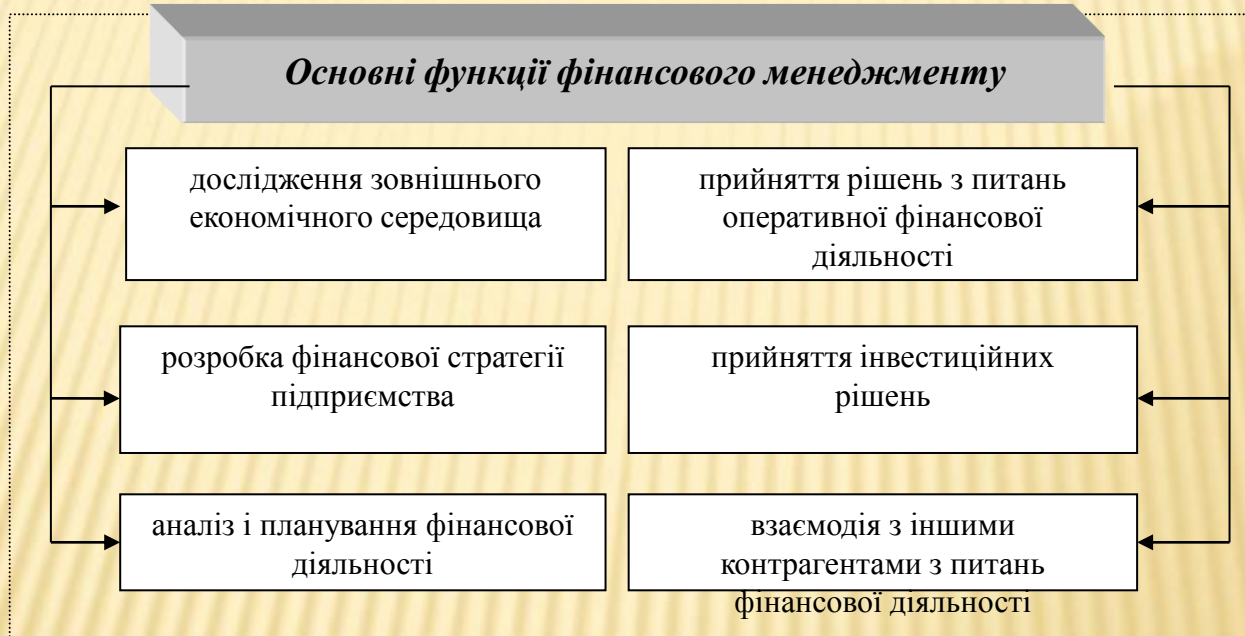 Основні функції фінансового менеджменту
дослідження зовнішнього
економічного середовища
прийняття рішень з питань
оперативної фінансової
діяльності
розробка фінансової стратегії
підприємства
прийняття інвестиційних
рішень
аналіз і планування фінансової
діяльності
взаємодія з іншими
контрагентами з питань
фінансової діяльності